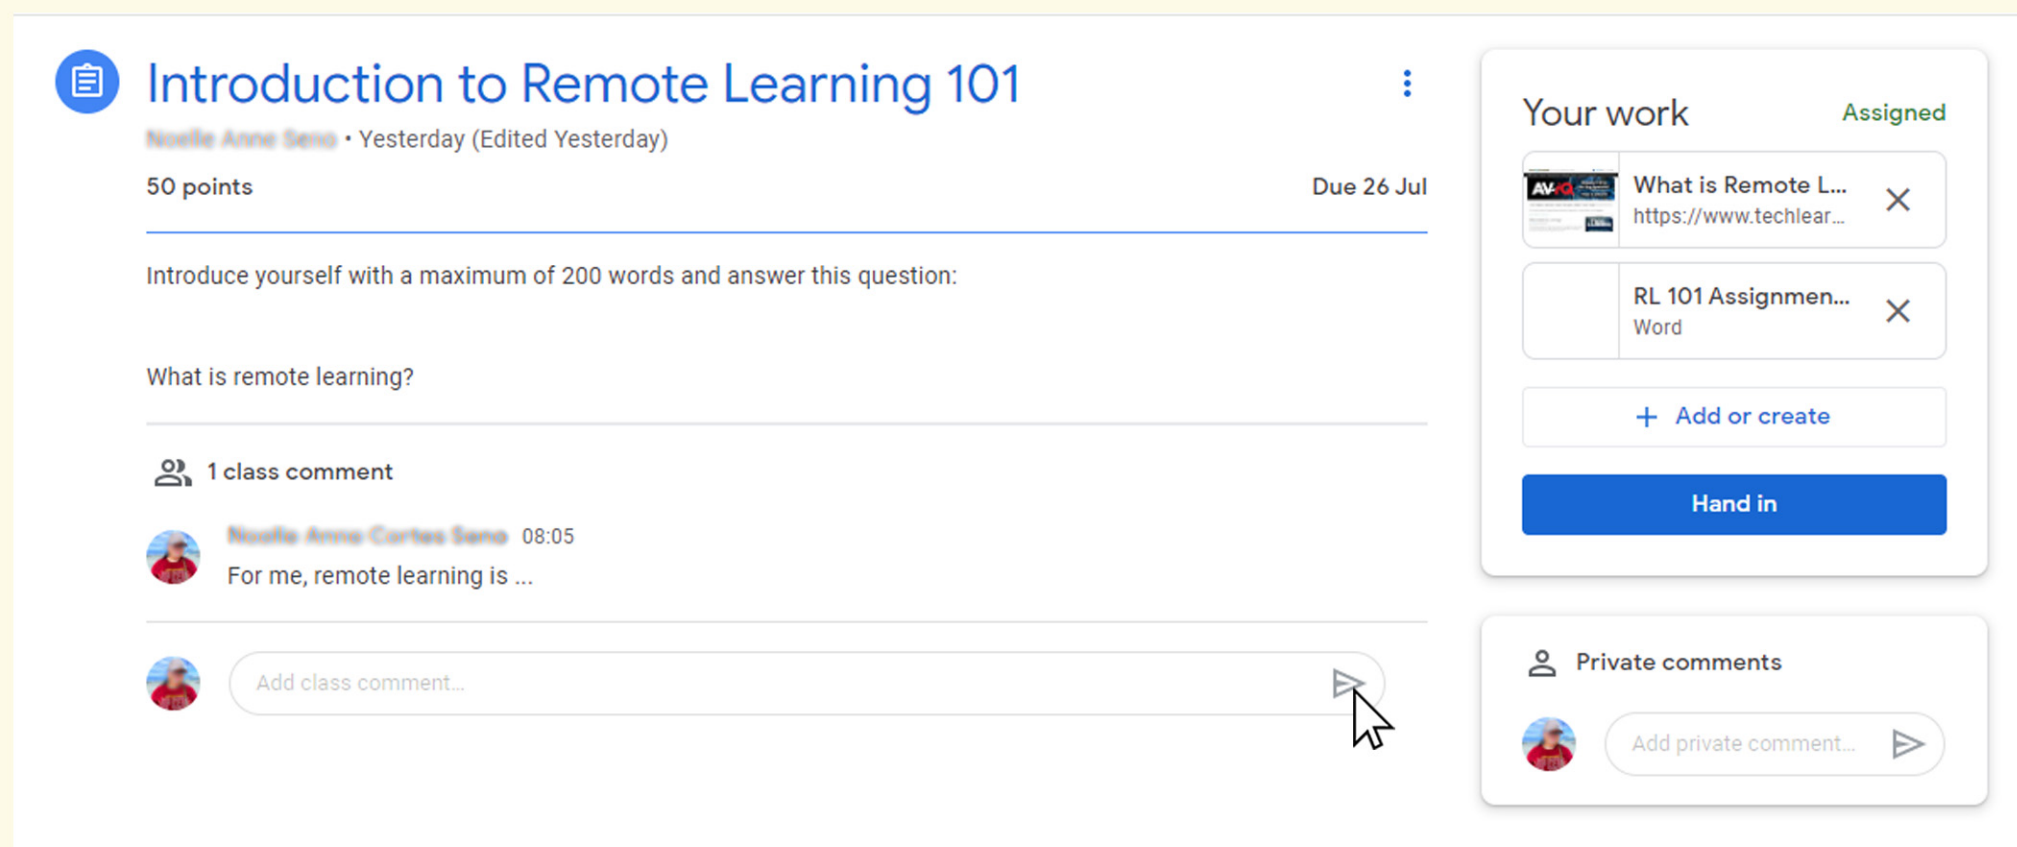 Introduction to Remote Learning 101
• Yesterday (Edited Yesterday)
50 points
Due 26 Jul
Introduce yourself with a maximum of 200 words and answer this question:
What is remote learning?
1 class comment
08:05
For me, remote learning is ...
Add class comment...
Your work
Assigned
What is Remote L...
https://www.techlear...
RL 101 Assignmen...
Word
+ Add or create
Hand in
Private comments
Add private comment...